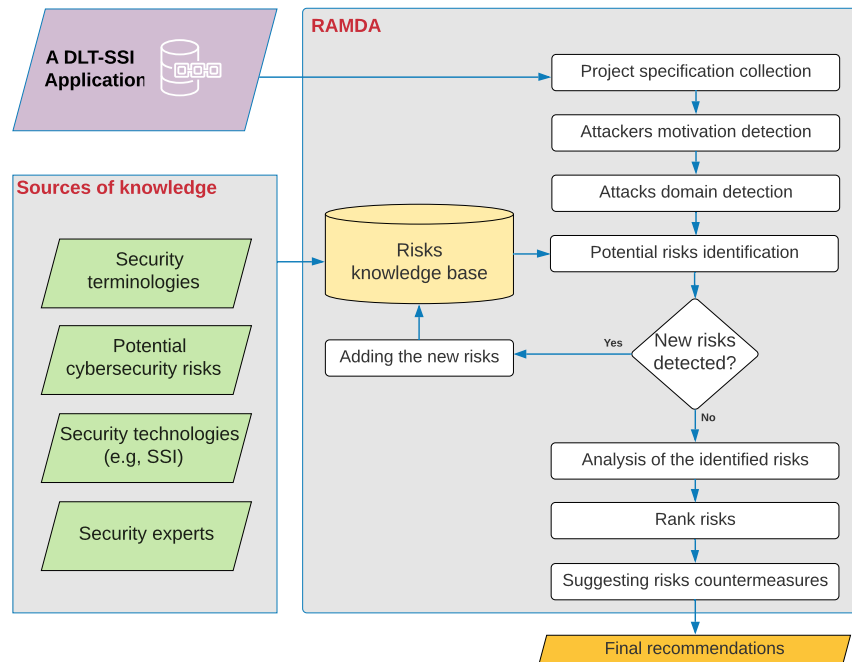 A DLT-SSI
Application
RAMDA
Project specification collection
Attackers motivation detection
Attacks domain detection
Potential risks identification
Sources of knowledge
Security
terminologies
Potential
cybersecurity risks
Security technologies
(e.g, SSI)
Security experts
Risks
knowledge base
Adding the new risks
Yes
New risks
detected?
No
Analysis of the identified risks
Rank risks
Suggesting risks countermeasures
Final recommendations